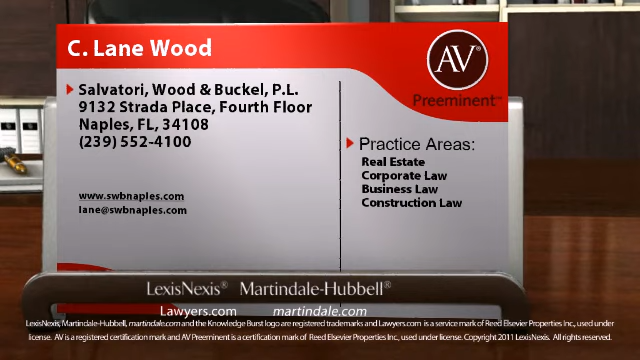 C. Lane Wood
AV®
Preeminent™
Salvatori, Wood & Buckel, P.L.
9132 Strada Place, Fourth Floor
Naples, FL, 34108
(239) 552-4100
www.swbnaples.com
lane@swbnaples.com
Practice Areas:
Real Estate
Corporate Law
Business Law
Construction Law
LexisNexis® Martindale-Hubbell®
Lawyers.com martindale.com
LexisNexis, Martindale-Hubbell, martindale.com and the Knowledge Burst logo are registered trademarks and Lawyers.com is a service mark of Reed Elsevier Properties Inc., used under
license. AV is a registered certification mark and AV Preeminent is a certification mark of Reed Elsevier Properties Inc., used under license. Copyright 2011 LexisNexis. All rights reserved.